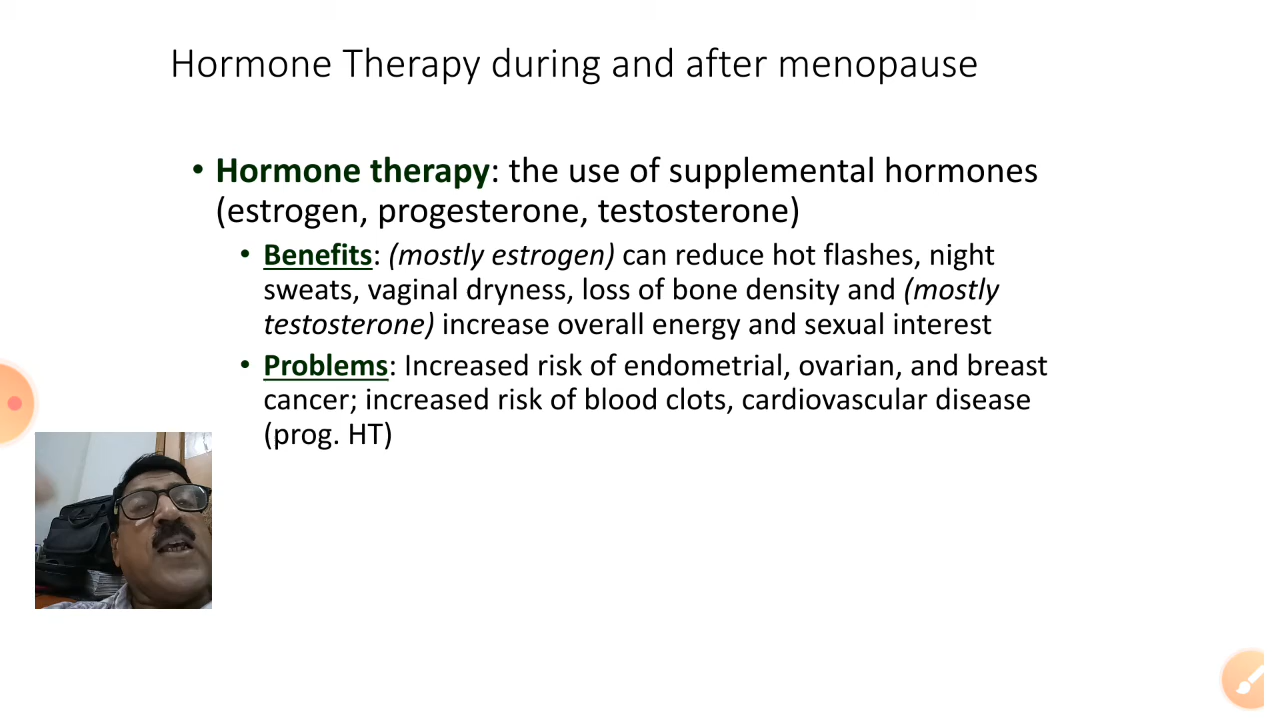 Hormone Therapy during and after menopause
• Hormone therapy: the use of supplemental hormones
(estrogen, progesterone, testosterone)
• Benefits: (mostly estrogen) can reduce hot flashes, night
sweats, vaginal dryness, loss of bone density and (mostly
testosterone) increase overall energy and sexual interest
• Problems: Increased risk of endometrial, ovarian, and breast
cancer; increased risk of blood clots, cardiovascular disease
(prog. HT)